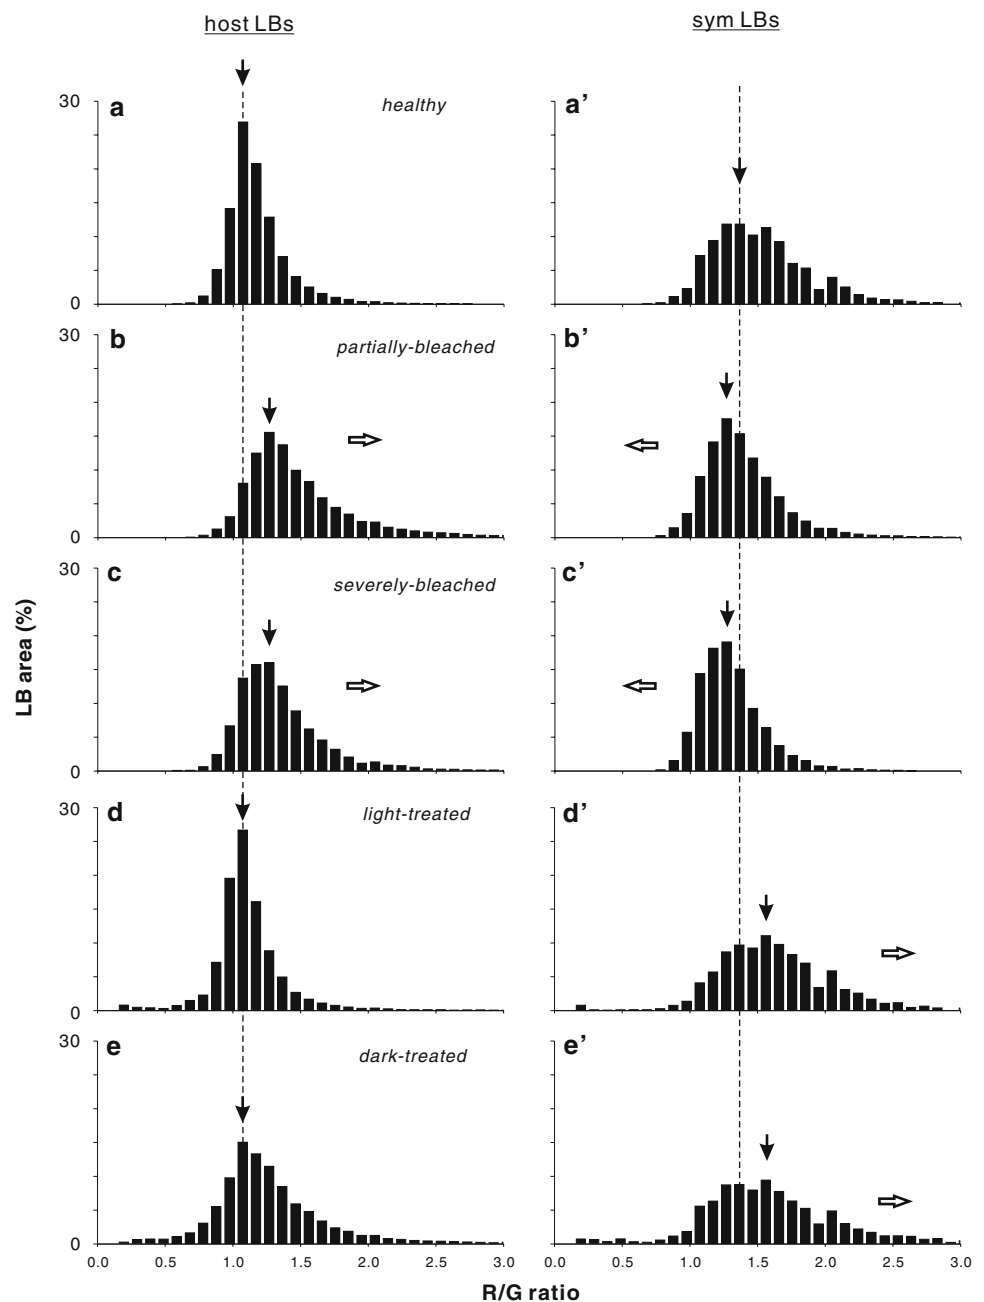 host LBs
sym LBs
30
a
healthy
a’
0
30
b
partially-bleached
b’
0
30
c
severely-bleached
c’
0
LB area (%)
30
d
light-treated
d’
0
30
e
dark-treated
e’
0
0.0 0.5 1.0 1.5 2.0 2.5 3.0
0.0 0.5 1.0 1.5 2.0 2.5 3.0
R/G ratio